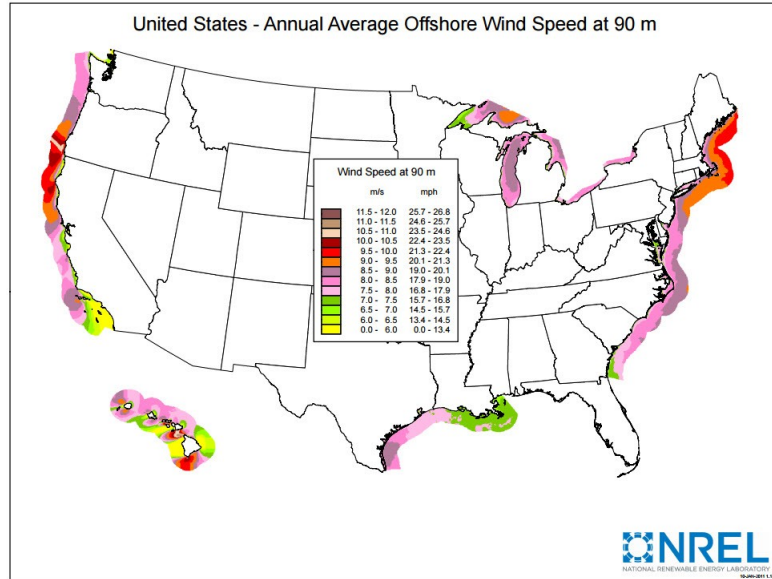 United States - Annual Average Offshore Wind Speed at 90 m
Wind Speed at 90 m
m/s mph
11.5 - 12.0 25.7 - 26.8
11.0 - 11.5 24.6 - 25.7
10.5 - 11.0 23.5 - 24.6
10.0 - 10.5 22.4 - 23.5
9.5 - 10.0 21.3 - 22.4
9.0 - 9.5 20.1 - 21.3
8.5 - 9.0 19.0 - 20.1
8.0 - 8.5 17.9 - 19.0
7.5 - 8.0 16.8 - 17.9
7.0 - 7.5 15.7 - 16.8
6.5 - 7.0 14.5 - 15.7
6.0 - 6.5 13.4 - 14.5
0.0 - 6.0 0.0 - 13.4
NREL
NATIONAL RENEWABLE ENERGY LABORATORY